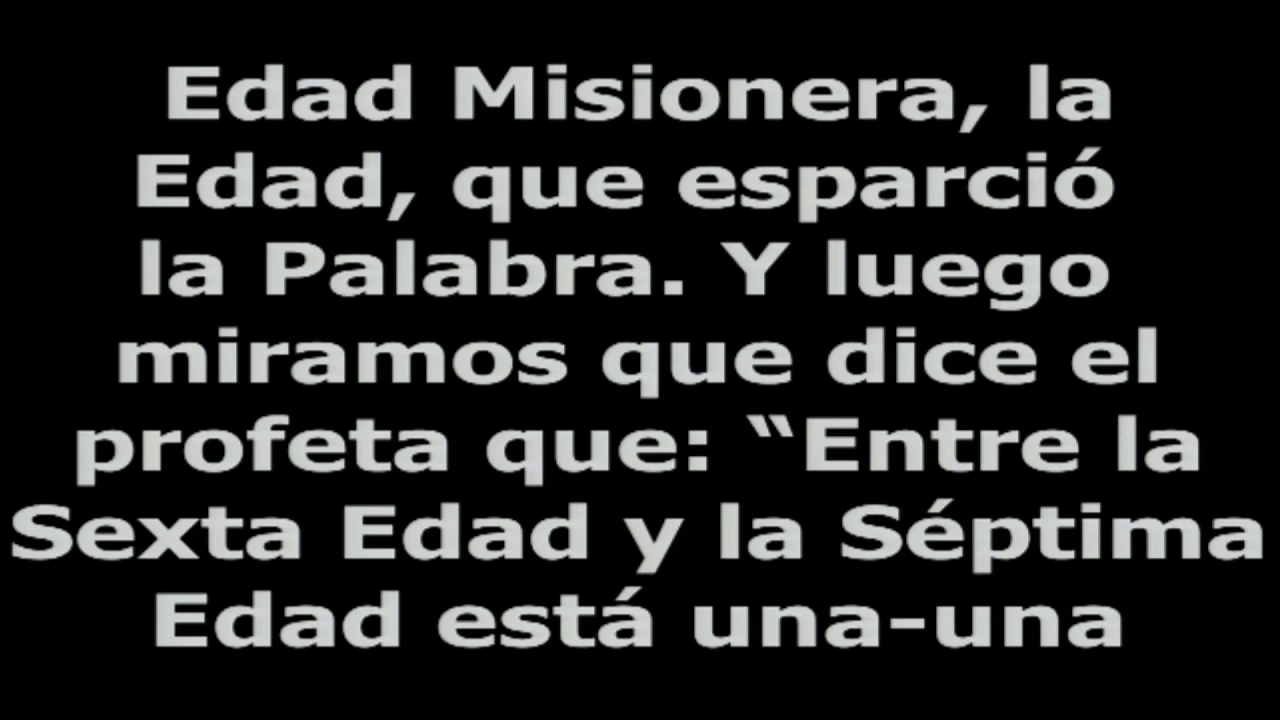 Edad Misionera, la
Edad, que esparció
la Palabra. Y luego
miramos que dice el
profeta que: “Entre la
Sexta Edad y la Séptima
Edad está una-una